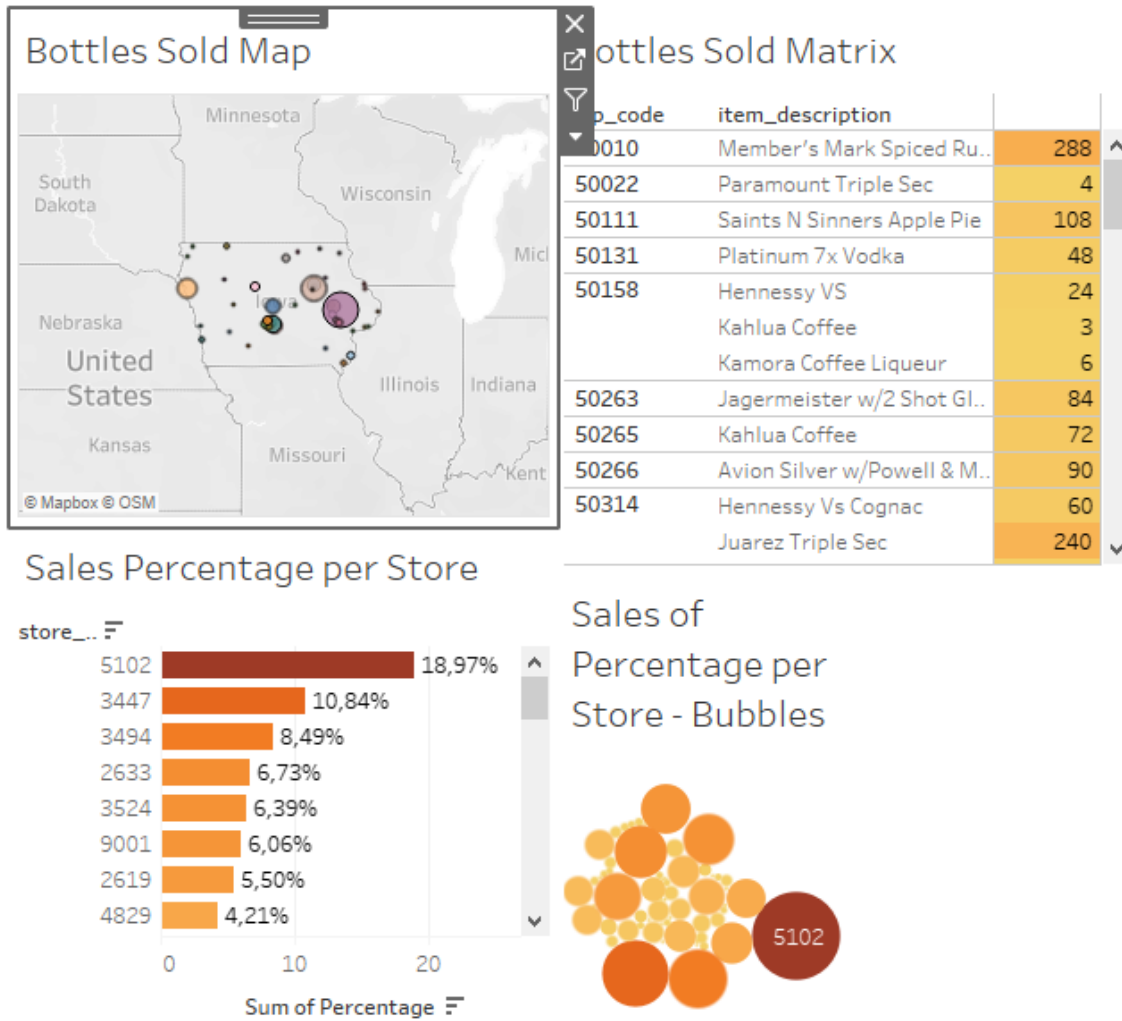 Bottles Sold Map
Minnesota
South
Dakota
Wisconsin
Iowa
Nebraska
United
States
Illinois
Indiana
Kansas
Missouri
Kent
© Mapbox © OSM
ottles Sold Matrix
p_code item_description
0010 Member's Mark Spiced Ru.. 288
50022 Paramount Triple Sec 4
50111 Saints N Sinners Apple Pie 108
50131 Platinum 7x Vodka 48
50158 Hennessy VS 24
Kahlua Coffee 3
Kamora Coffee Liqueur 6
50263 Jagermeister w/2 Shot Gl.. 84
50265 Kahlua Coffee 72
50266 Avion Silver w/Powell & M.. 90
50314 Hennessy Vs Cognac 60
Juarez Triple Sec 240
Sales Percentage per Store
store_..
5102 18,97%
3447 10,84%
3494 8,49%
2633 6,73%
3524 6,39%
9001 6,06%
2619 5,50%
4829 4,21%
0 10 20
Sum of Percentage
Sales of
Percentage per
Store - Bubbles
5102